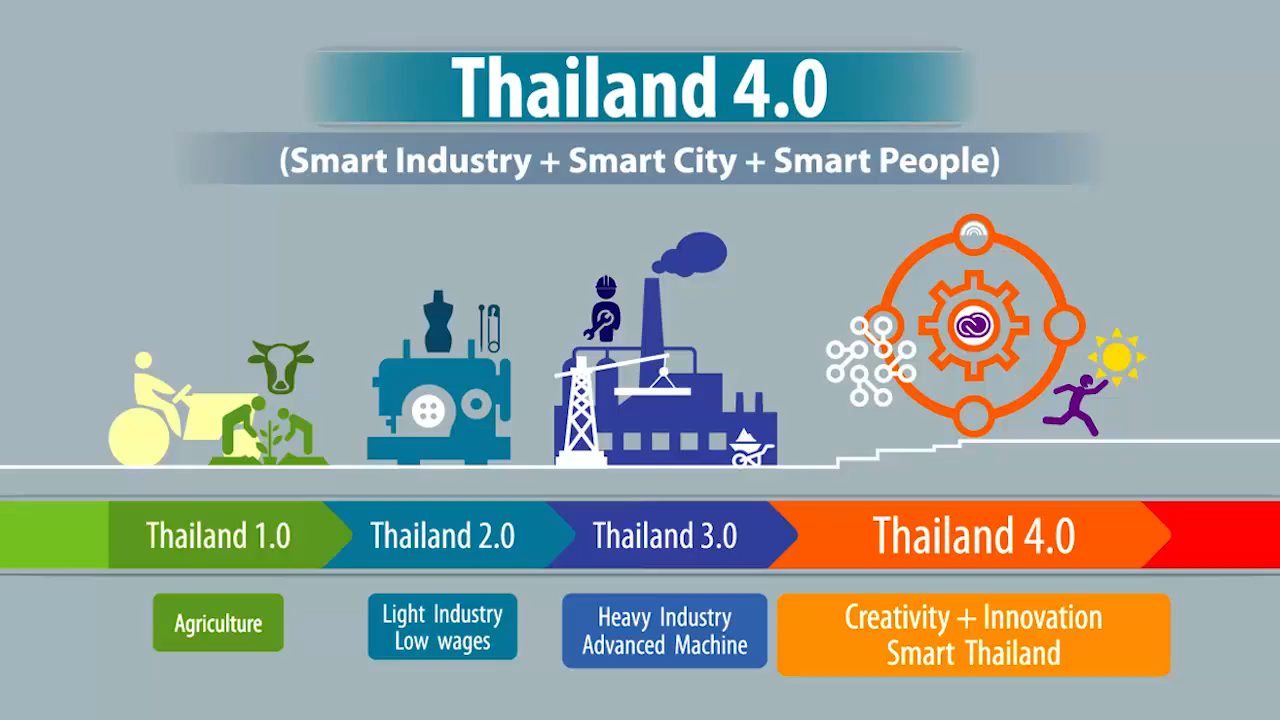 Thailand 4.0
(Smart Industry + Smart City + Smart People)
Thailand 1.0
Thailand 2.0
Thailand 3.0
Thailand 4.0
Agriculture
Light Industry
Low wages
Heavy Industry
Advanced Machine
Creativity + Innovation
Smart Thailand